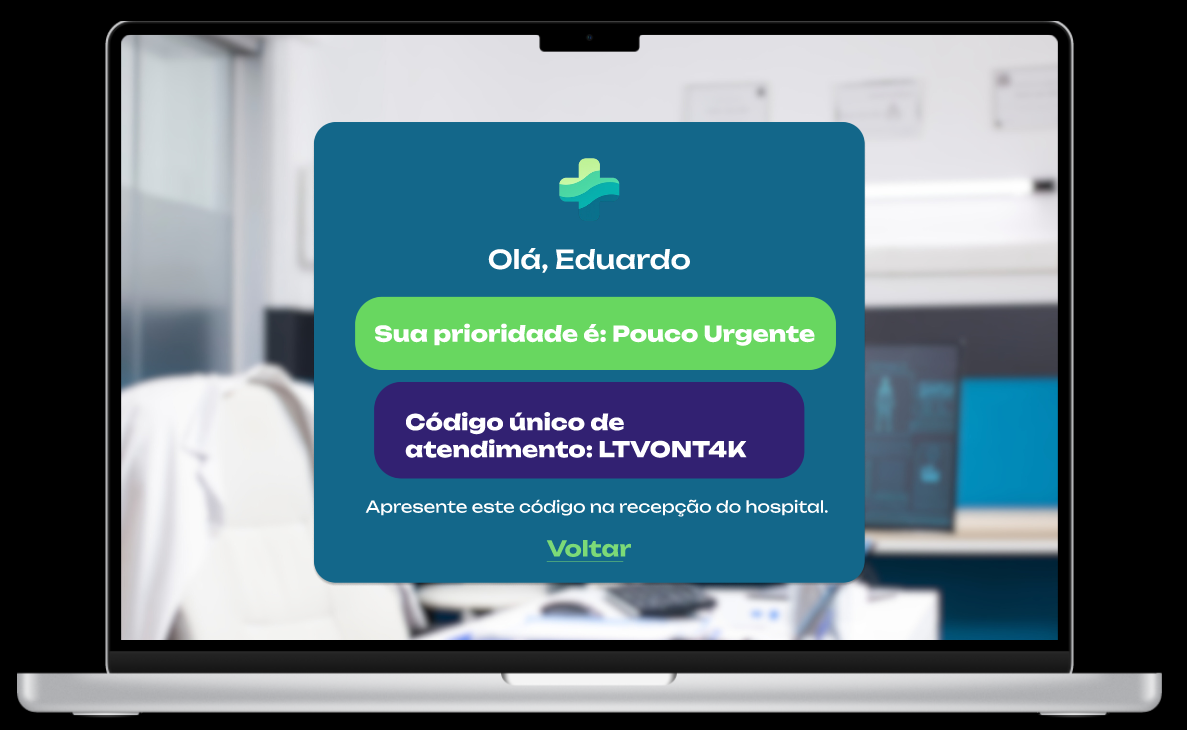 Olá, Eduardo
Sua prioridade é: Pouco Urgente
Código único de
atendimento: LTVONT4K
Apresente este código na recepção do hospital.
Voltar